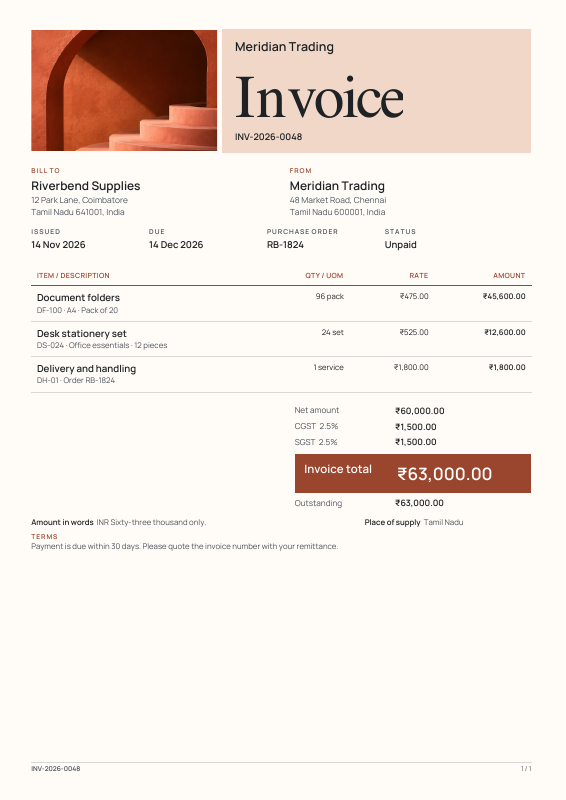 Meridian Trading
Invoice
INV-2026-0048
BILL TO
Riverbend Supplies
12 Park Lane, Coimbatore
Tamil Nadu 641001, India
FROM
Meridian Trading
48 Market Road, Chennai
Tamil Nadu 600001, India
ISSUED DUE PURCHASE ORDER STATUS
14 Nov 2026 14 Dec 2026 RB-1824 Unpaid
ITEM / DESCRIPTION QTY / UOM RATE AMOUNT
Document folders 96 pack ₹475.00 ₹45,600.00
DF-100 · A4 · Pack of 20
Desk stationery set 24 set ₹525.00 ₹12,600.00
DS-024 · Office essentials · 12 pieces
Delivery and handling 1 service ₹1,800.00 ₹1,800.00
DH-01 · Order RB-1824
Net amount ₹60,000.00
CGST 2.5% ₹1,500.00
SGST 2.5% ₹1,500.00
Invoice total ₹63,000.00
Outstanding ₹63,000.00
Amount in words INR Sixty-three thousand only. Place of supply Tamil Nadu
TERMS
Payment is due within 30 days. Please quote the invoice number with your remittance.
INV-2026-0048 1 / 1